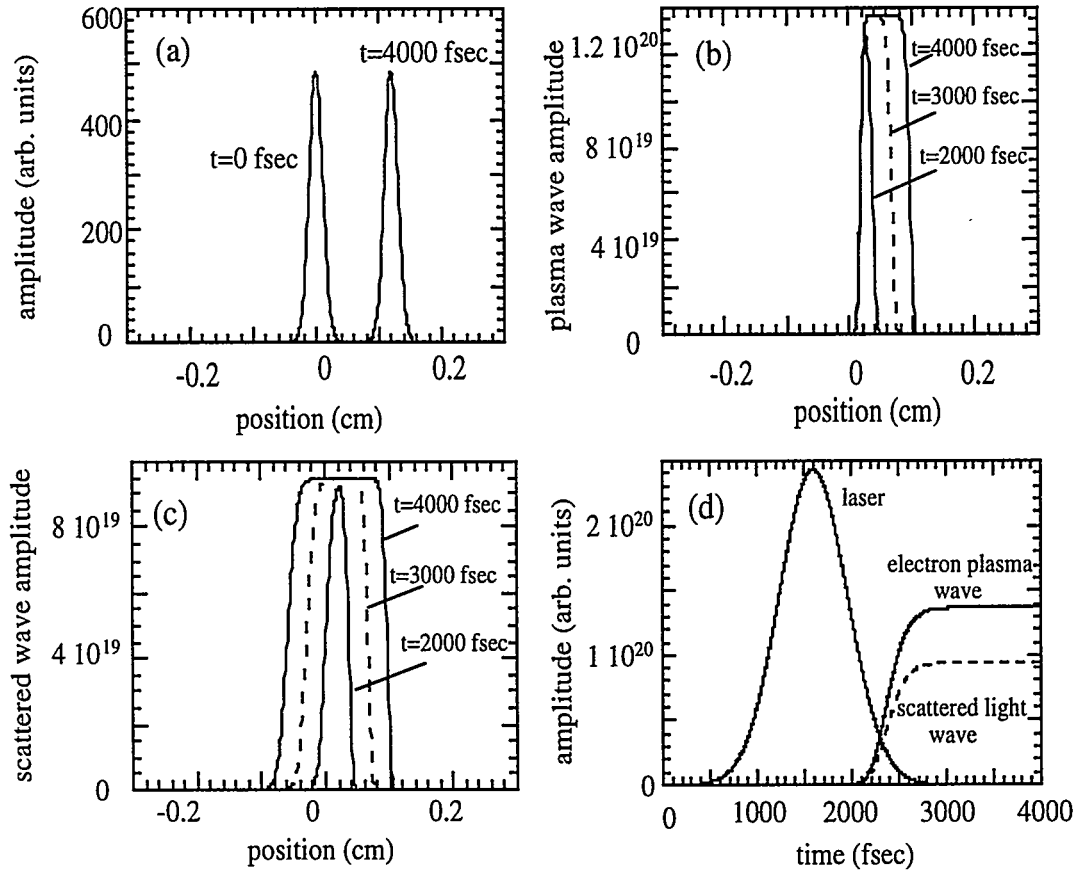 600
400
200
0
amplitude (arb. units)
(a)
t=4000 fsec
t=0 fsec
-0.2
0
0.2
position (cm)
1.2 10^20
8 10^19
4 10^19
0
plasma wave amplitude
(b)
t=4000 fsec
t=3000 fsec
t=2000 fsec
-0.2
0
0.2
position (cm)
8 10^19
4 10^19
0
scattered wave amplitude
(c)
t=4000 fsec
t=3000 fsec
t=2000 fsec
-0.2
0
0.2
position (cm)
2 10^20
1 10^20
0
amplitude (arb. units)
(d)
laser
electron plasma
wave
scattered light
wave
0
1000
2000
3000
4000
time (fsec)